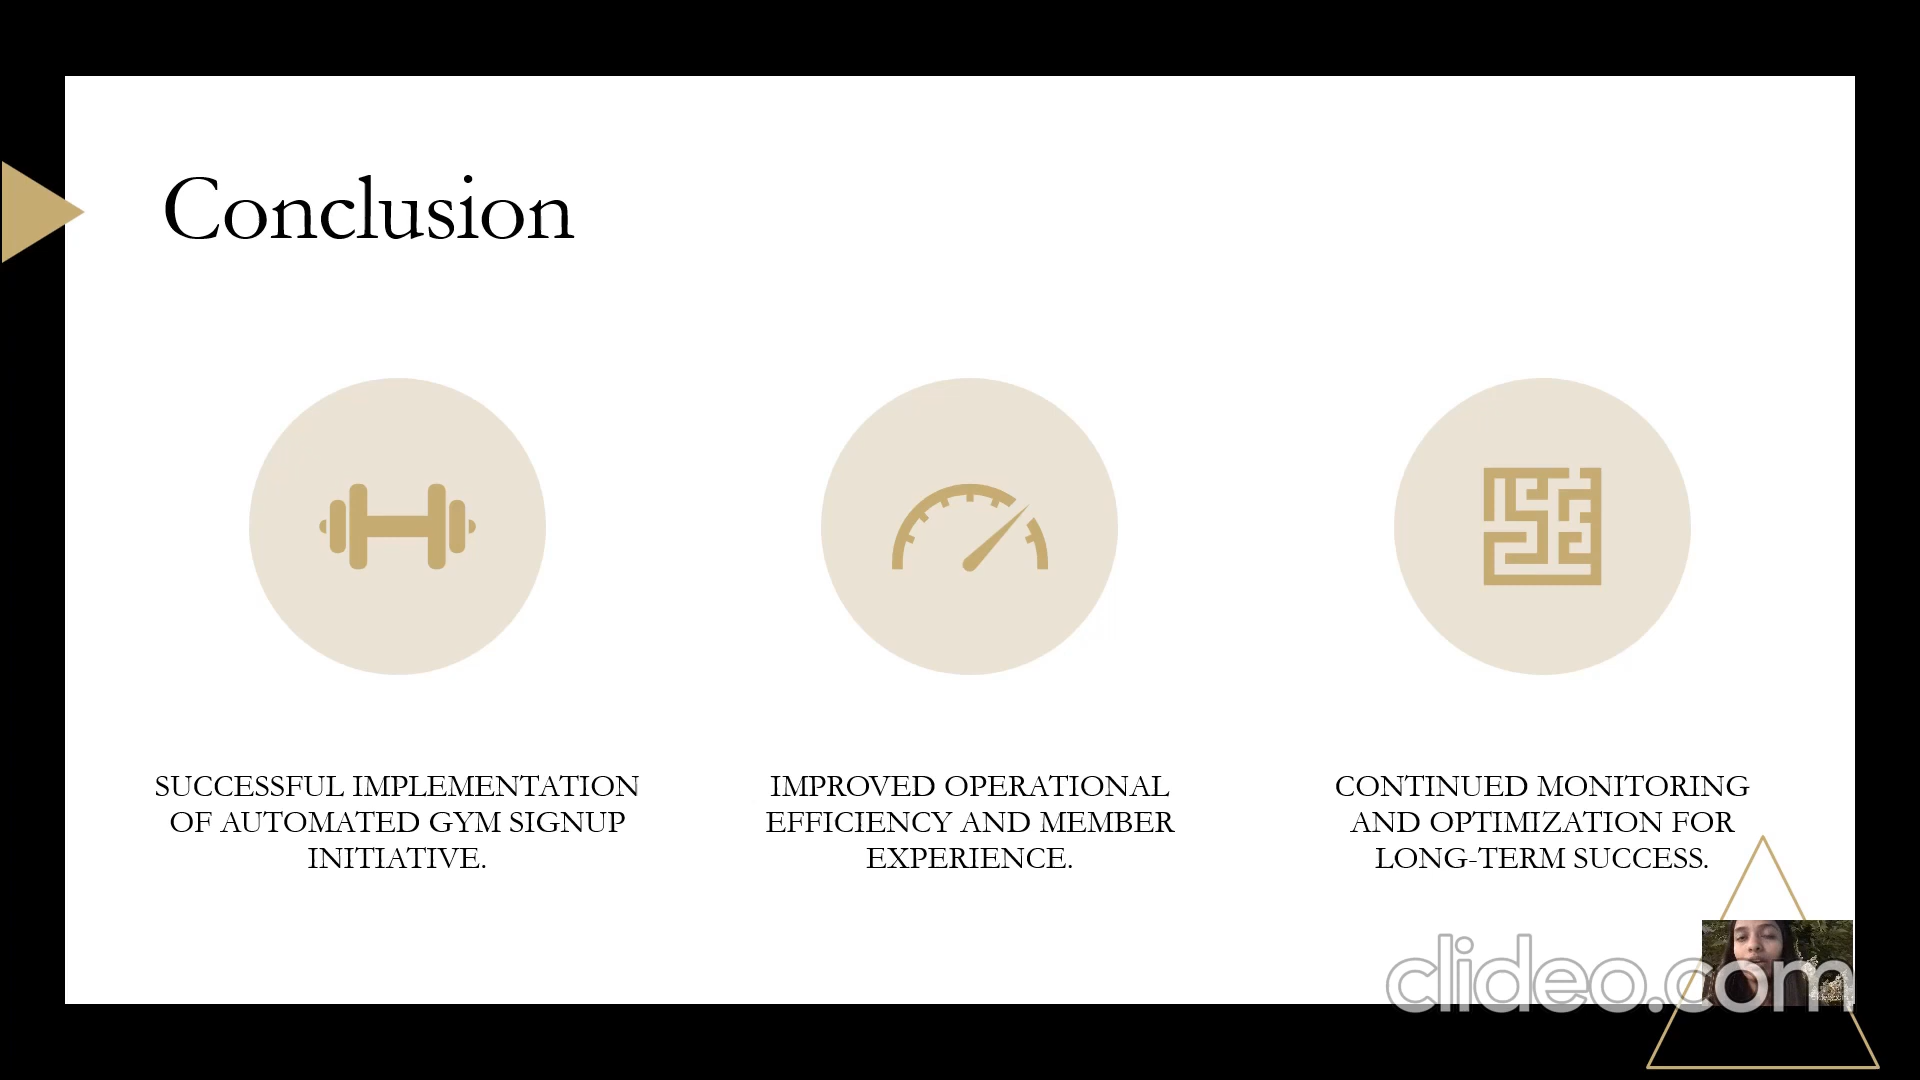 Conclusion
SUCCESSFUL IMPLEMENTATION
OF AUTOMATED GYM SIGNUP
INITIATIVE.
IMPROVED OPERATIONAL
EFFICIENCY AND MEMBER
EXPERIENCE.
CONTINUED MONITORING
AND OPTIMIZATION FOR
LONG-TERM SUCCESS.
clideo.com